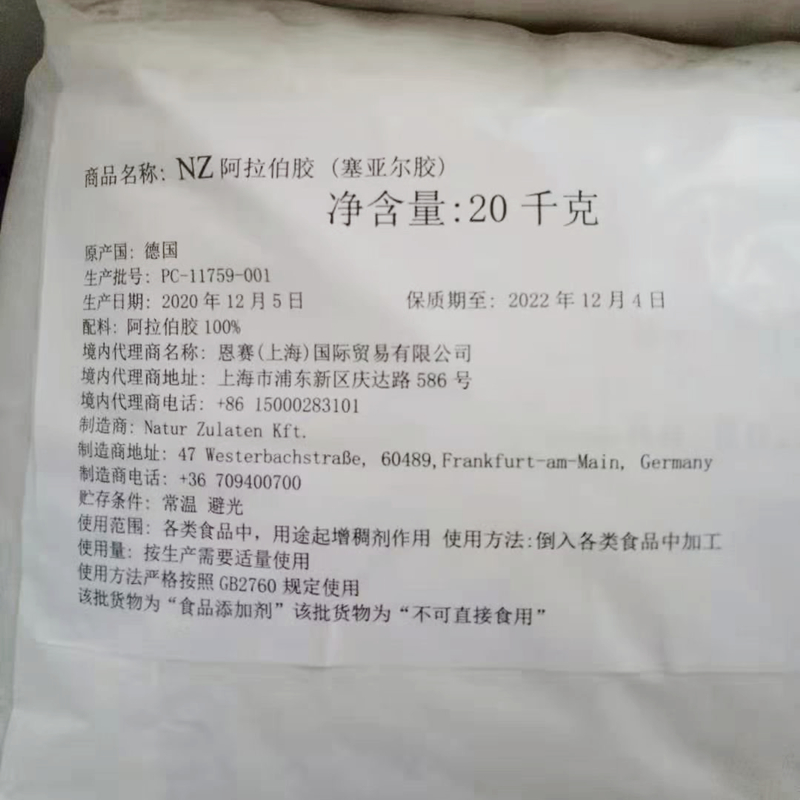 商品名称: NZ 阿拉伯胶 (塞亚尔胶)
净含量:20 千克
原产国: 德国
生产批号: PC-11759-001
生产日期: 2020 年 12 月 5 日 保质期至: 2022 年 12 月 4 日
配料: 阿拉伯胶 100%
境内代理商名称: 恩赛(上海)国际贸易有限公司
境内代理商地址: 上海市浦东新区庆达路 586 号
境内代理商电话: +86 15000283101
制造商: Natur Zulaten Kft.
制造商地址: 47 Westerbachstraße, 60489,Frankfurt-am-Main, Germany
制造商电话: +36 709400700
贮存条件: 常温 避光
使用范围: 各类食品中, 用途起增稠剂作用 使用方法:倒入各类食品中加工
使用量: 按生产需要适量使用
使用方法严格按照 GB2760 规定使用
该批货物为“食品添加剂”该批货物为“不可直接食用”